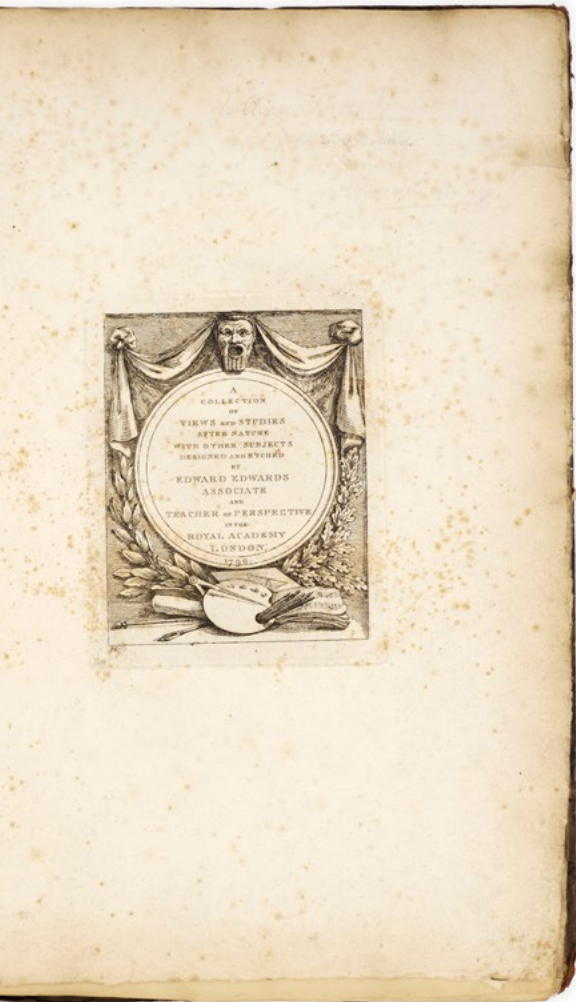 A
COLLECTION
OF
VIEWS AND STUDIES
AFTER NATURE
WITH OTHER SUBJECTS
DESIGNED AND ETCHED
BY
EDWARD EDWARDS
ASSOCIATE
AND
TEACHER OF PERSPECTIVE
IN THE
ROYAL ACADEMY
LONDON,